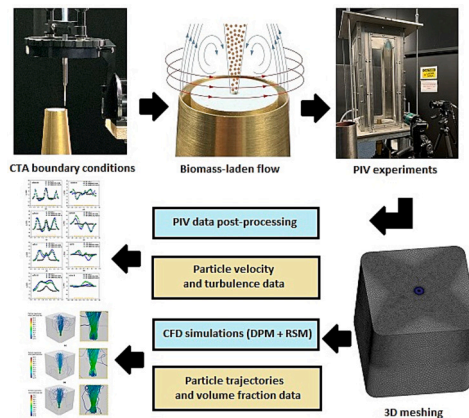 CTA boundary conditions
Biomass-laden flow
PIV experiments
PIV data post-processing
Particle velocity
and turbulence data
CFD simulations (DPM + RSM)
Particle trajectories
and volume fraction data
3D meshing